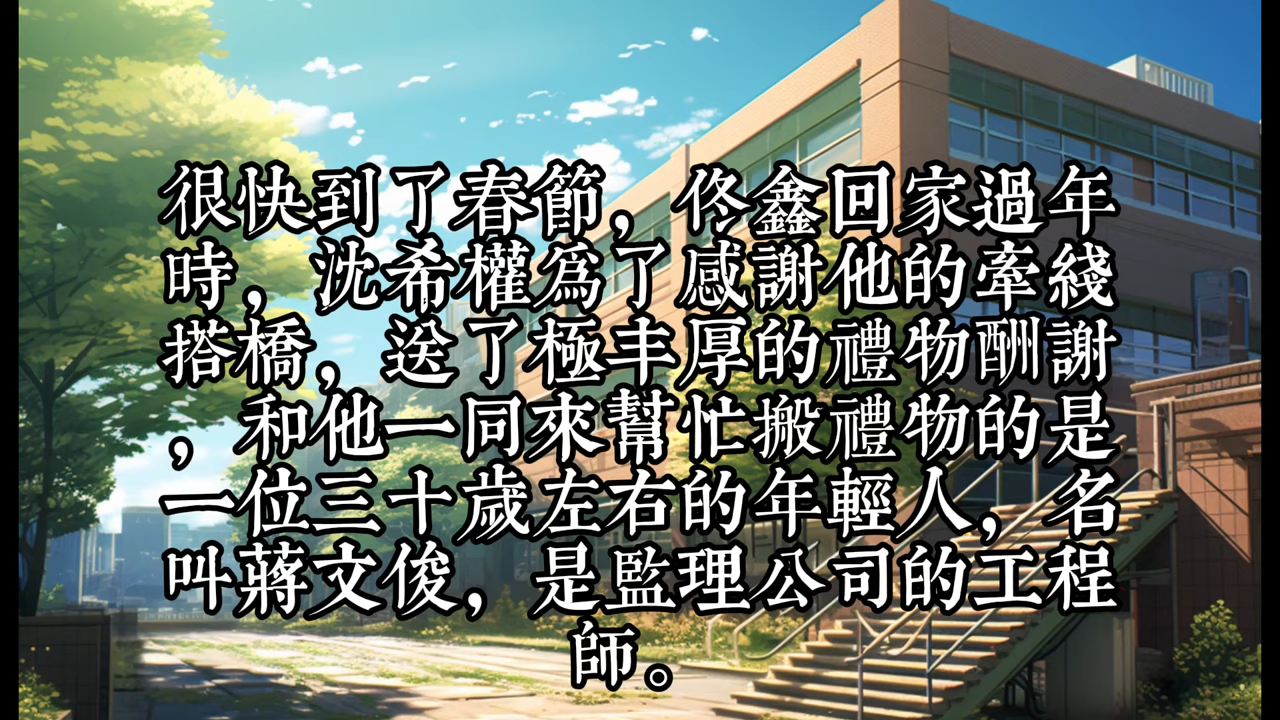 很快到了春節，佟鑫回家過年
時，沈希權爲了感謝他的牽綫
搭橋，送了極丰厚的禮物酬謝
，和他一同來幫忙搬禮物的是
一位三十歲左右的年輕人，名
叫蔣文俊，是監理公司的工程
師。